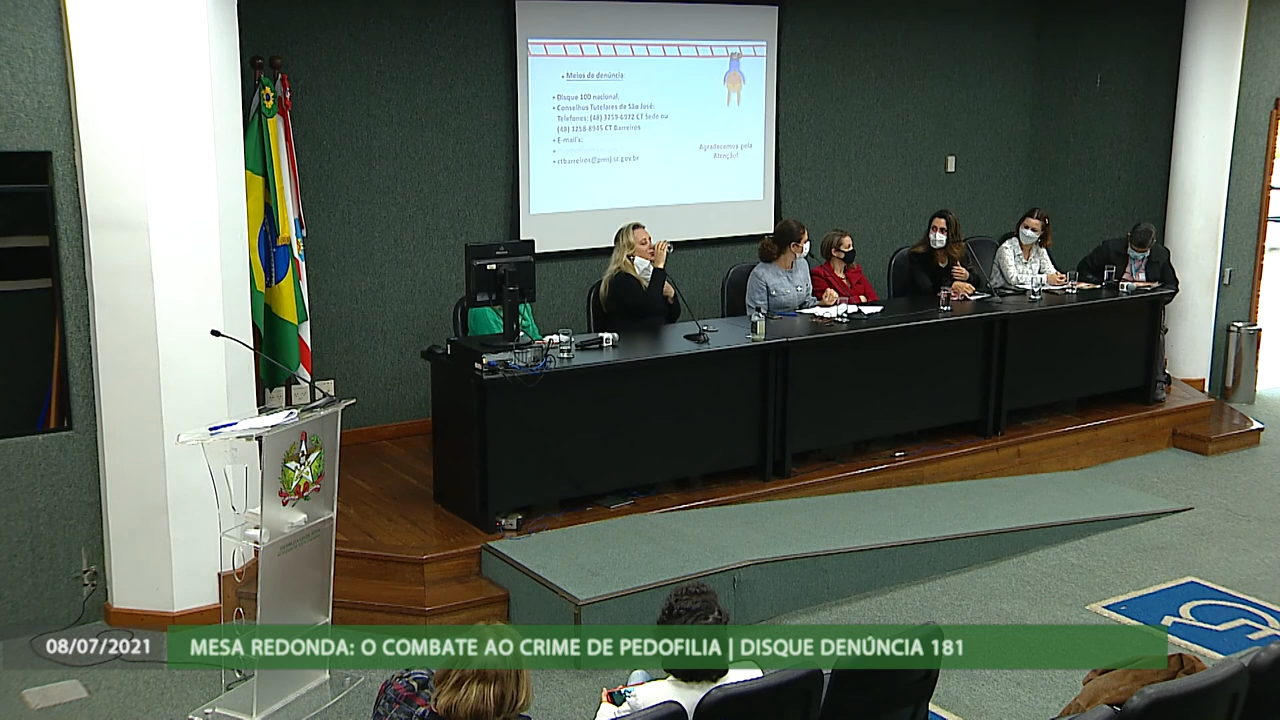 • Meios de denúncia:
• Disque 100 nacional;
• Conselhos Tutelares de São José:
Telefones: (48) 3259-6972 CT Sede ou
(48) 3258-8945 CT Barreiros
• E-mail's:
• ctbarreiros@pmsj.sc.gov.br
Agradecemos pela
Atenção!
08/07/2021
MESA REDONDA: O COMBATE AO CRIME DE PEDOFILIA | DISQUE DENÚNCIA 181